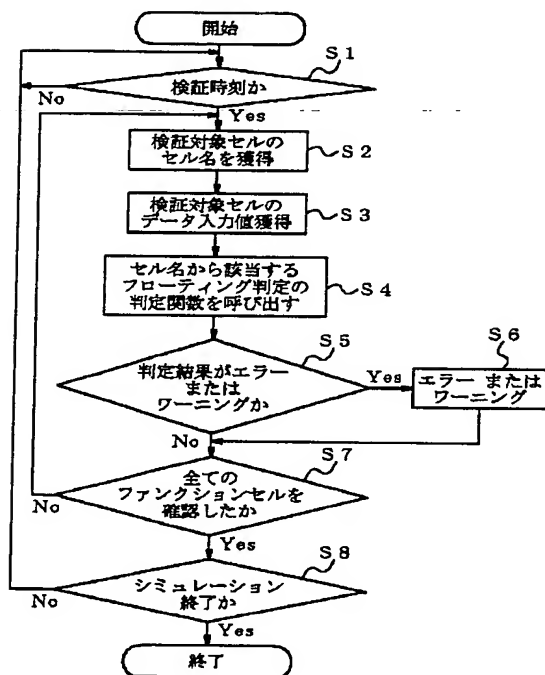 開始
S1
検証時刻か
No
Yes
検証対象セルの
セル名を獲得
S2
検証対象セルの
データ入力値獲得
S3
セル名から該当する
フローティング判定の
判定関数を呼び出す
S4
S5
判定結果がエラー
または
ワーニングか
Yes
S6
エラー または
ワーニング
No
S7
全ての
ファンクションセルを
確認したか
No
Yes
S8
シミュレーション
終了か
No
Yes
終了